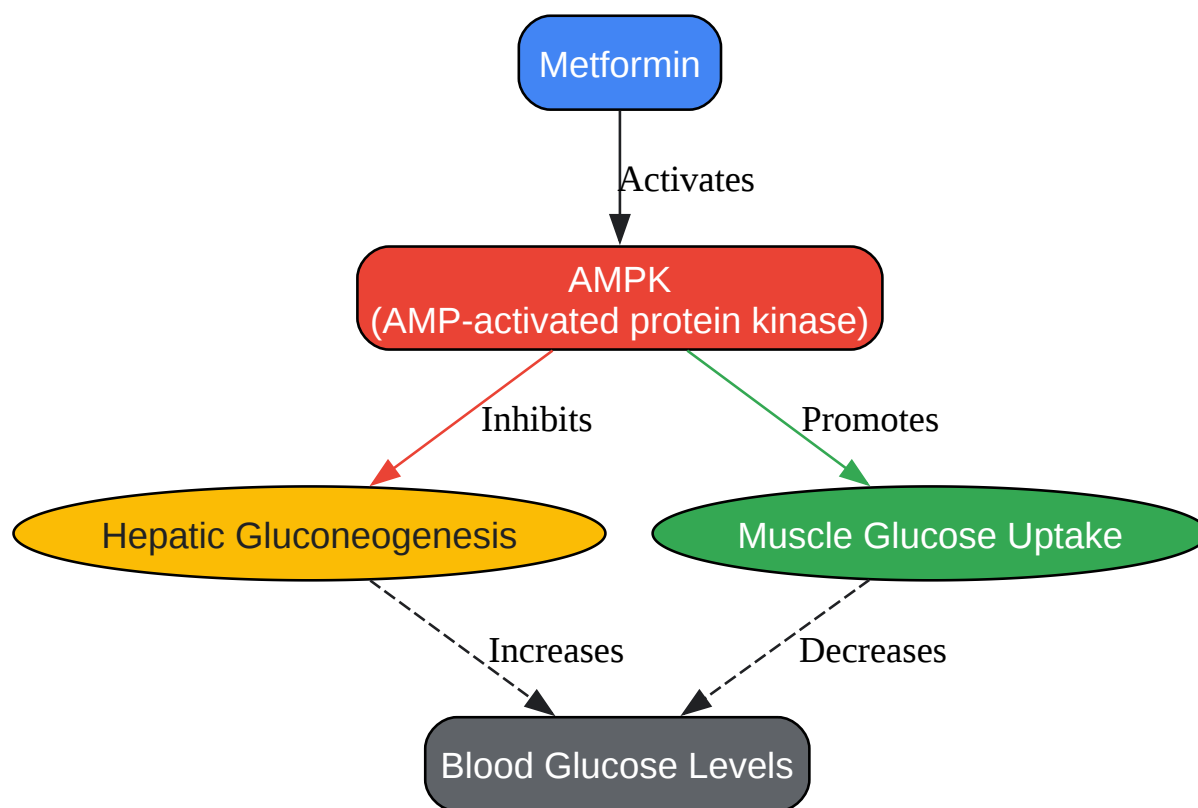 Metformin
Activates
AMPK
(AMP-activated protein kinase)
Inhibits
Promotes
Hepatic Gluconeogenesis
Muscle Glucose Uptake
Increases
Decreases
Blood Glucose Levels